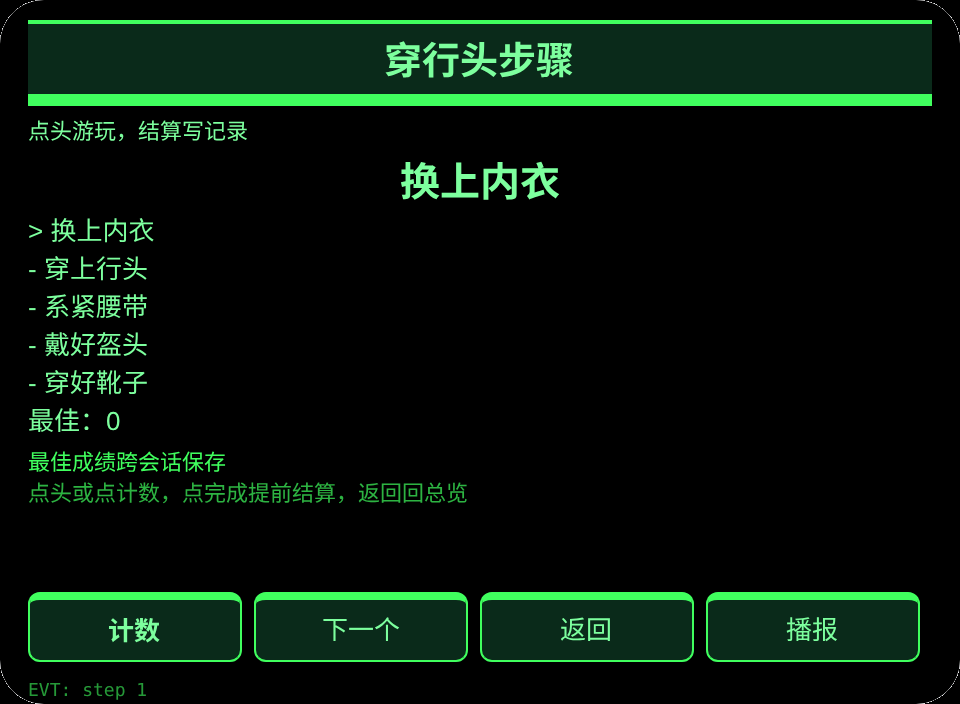 穿行头步骤
点头游玩，结算写记录
换上内衣
> 换上内衣
- 穿上行头
- 系紧腰带
- 戴好盔头
- 穿好靴子
最佳：0
最佳成绩跨会话保存
点头或点计数，点完成提前结算，返回回总览
计数
下一个
返回
播报
EVT: step 1